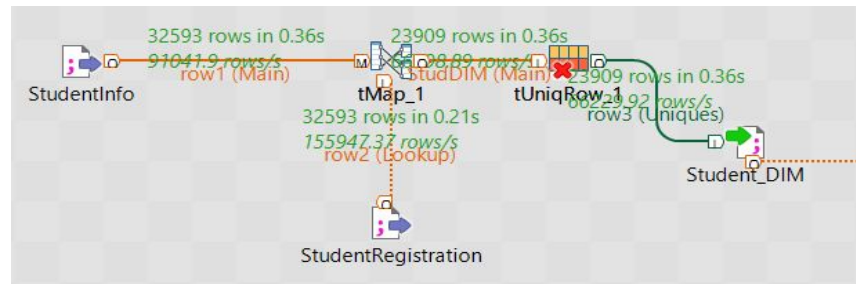 32593 rows in 0.36s
91041.9 rows/s
row1 (Main)
23909 rows in 0.36s
StudDIM (Main)
StudentInfo
tMap_1
tUniqRow_1
23909 rows in 0.36s
66229.92 rows/s
row3 (Uniques)
32593 rows in 0.21s
155947.37 rows/s
row2 (Lookup)
Student_DIM
StudentRegistration